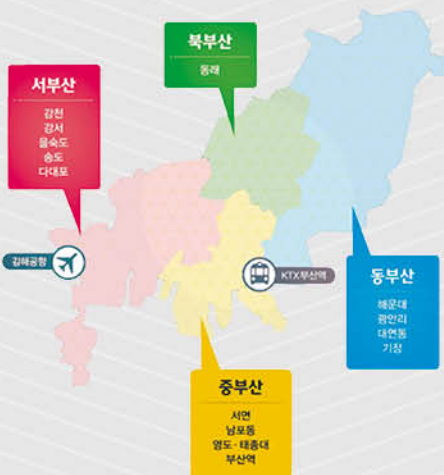 북부산
동래
서부산
감천
강서
을숙도
송도
다대포
김해공항
KTX부산역
동부산
해운대
광안리
대연동
기장
중부산
서면
남포동
영도·태종대
부산역